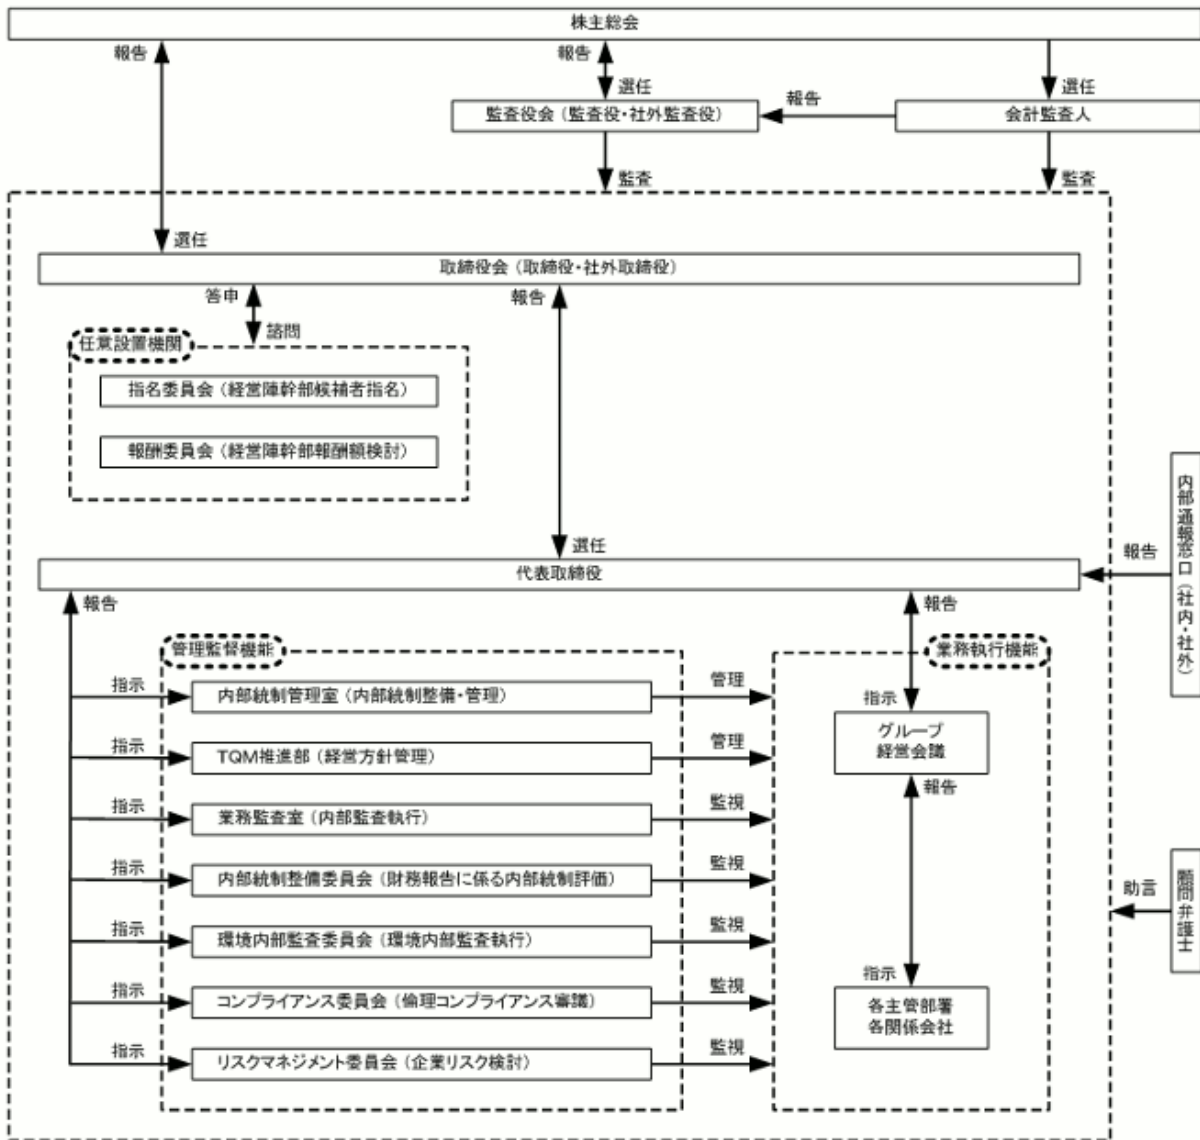 株主総会
報告
報告
選任
選任
監査役会（監査役・社外監査役）
報告
会計監査人
監査
監査
選任
取締役会（取締役・社外取締役）
答申
報告
諮問
任意設置機関
指名委員会（経営陣幹部候補者指名）
報酬委員会（経営陣幹部報酬額検討）
内部通報窓口（社内・社外）
選任
報告
代表取締役
報告
報告
管理監督機能
業務執行機能
指示
内部統制管理室（内部統制整備・管理）
管理
指示
グループ
経営会議
指示
TQM推進部（経営方針管理）
管理
報告
指示
業務監査室（内部監査執行）
監視
指示
内部統制整備委員会（財務報告に係る内部統制評価）
監視
助言
顧問弁護士
指示
環境内部監査委員会（環境内部監査執行）
監視
指示
指示
コンプライアンス委員会（倫理コンプライアンス審議）
監視
各主管部署
各関係会社
指示
リスクマネジメント委員会（企業リスク検討）
監視